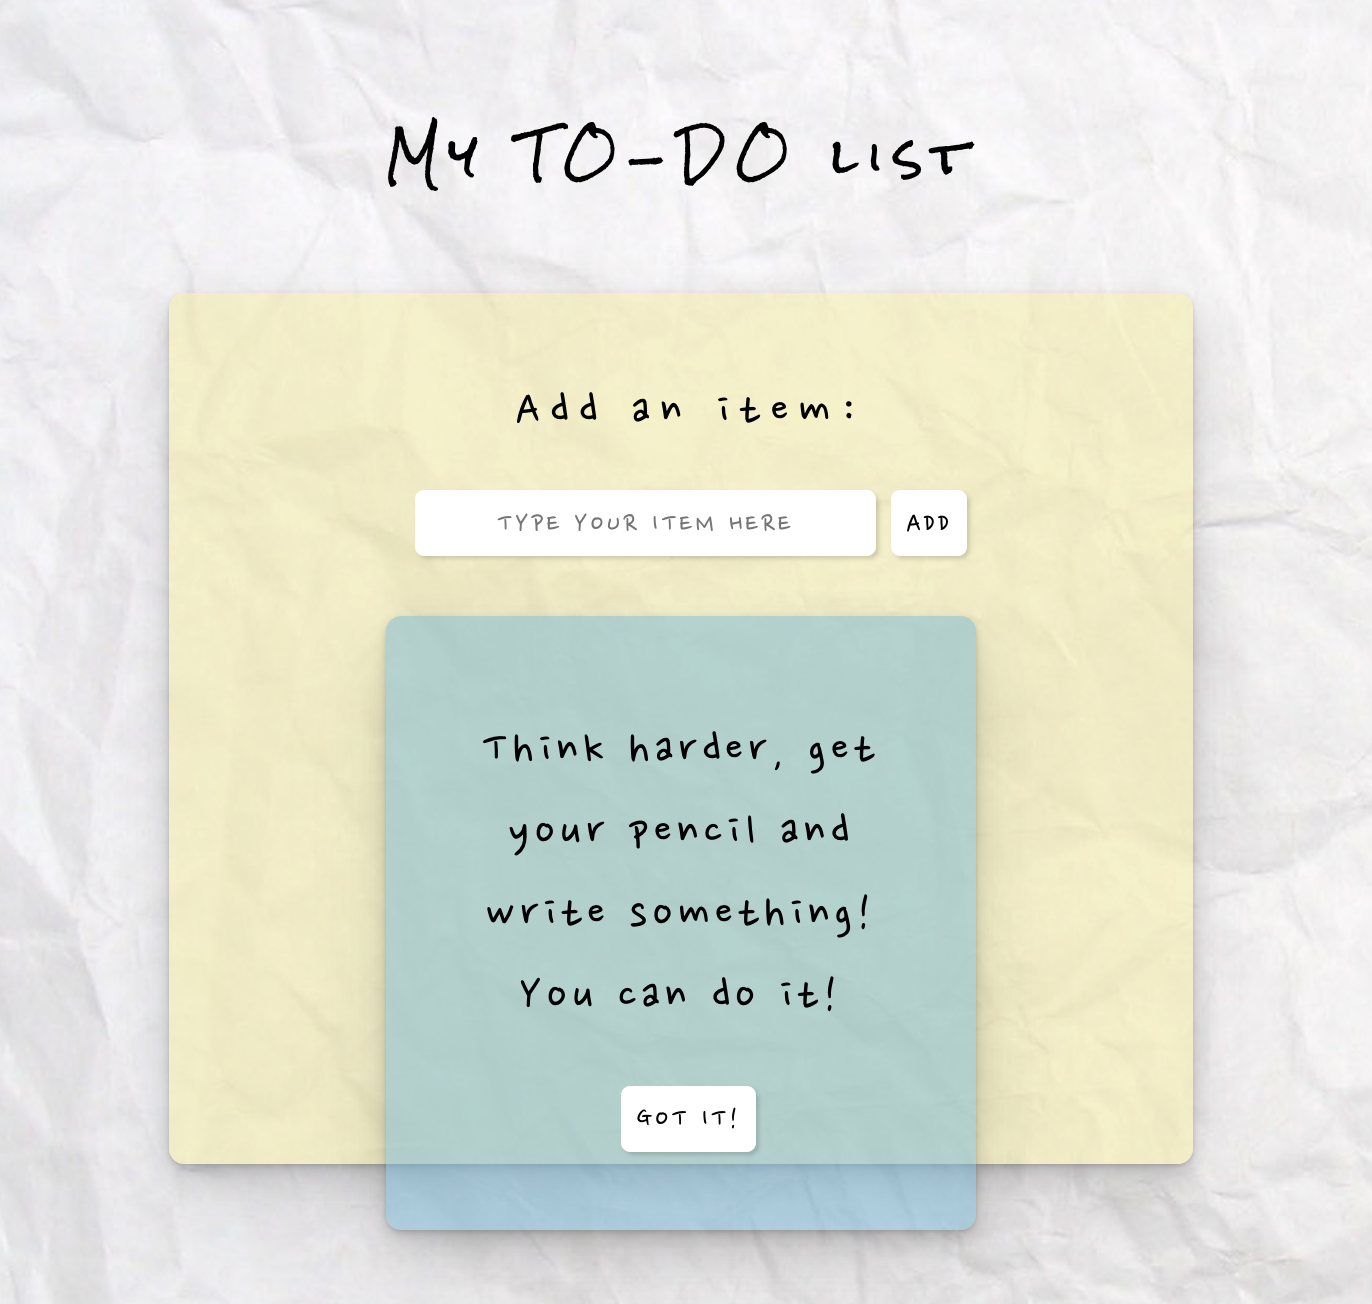 My TO-DO LIST
Add an item:
TYPE YOUR ITEM HERE
ADD
Think harder, get
your pencil and
write something!
You can do it!
GOT IT!